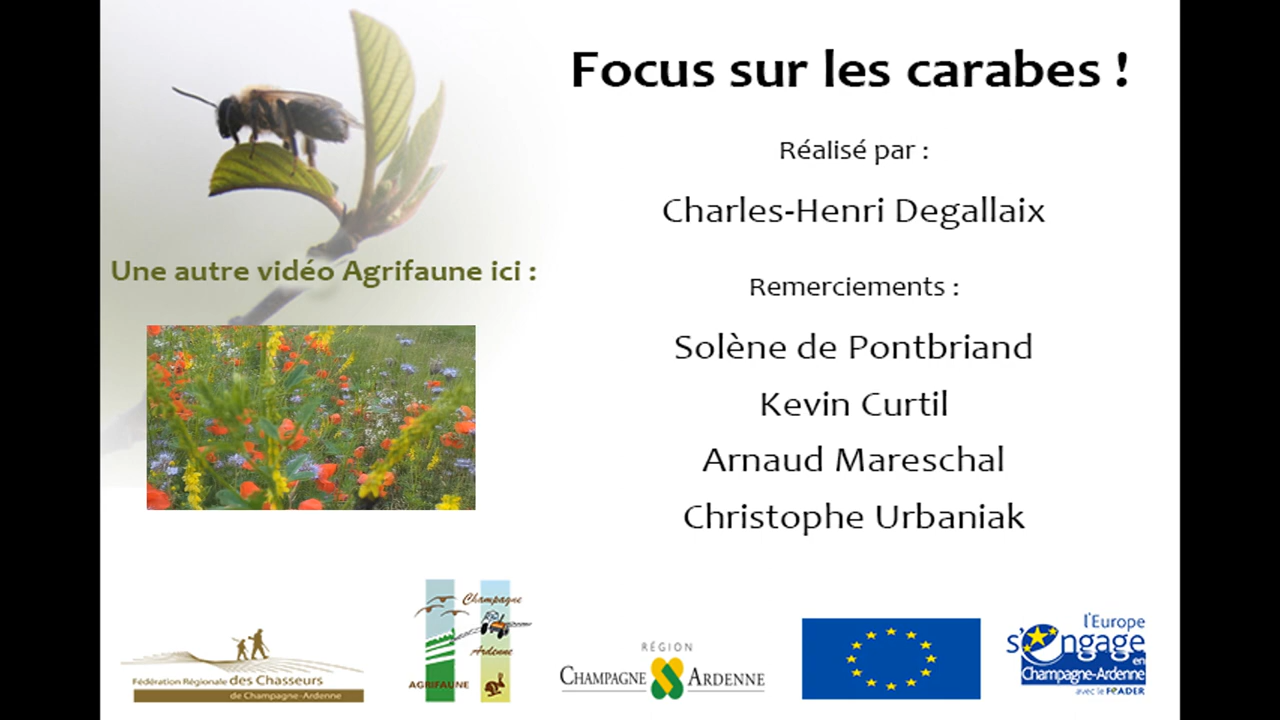 Focus sur les carabes !
Réalisé par :
Charles-Henri Degallaix
Une autre vidéo Agrifaune ici :
Remerciements :
Solène de Pontbriand
Kevin Curtil
Arnaud Mareschal
Christophe Urbaniak
Fédération Régionale des Chasseurs
de Champagne-Ardenne
Champagne
Ardenne
AGRIFAUNE
RÉGION
CHAMPAGNE ARDENNE
l'Europe
s'engage
en
Champagne-Ardenne
avec le FEADER